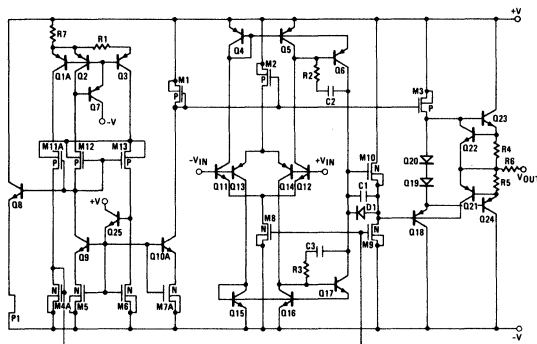 +V
R7
R1
Q4
Q5
Q1A
Q2
Q3
R2
Q6
M2
M1
M3
Q7
P
P
P
C2
Q23
-V
Q22
M11A
M12
M13
R4
P
P
-VIN
+VIN
M10
N
Q20
R6
VOUT
Q11
Q13
Q14
Q12
C1
R5
Q8
+V
Q19
D1
Q21
Q24
Q25
M8
N
N
M9
Q18
Q9
Q10A
C3
R3
N
N
N
N
M4A
M5
M6
M7A
Q17
P1
Q15
Q16
-V